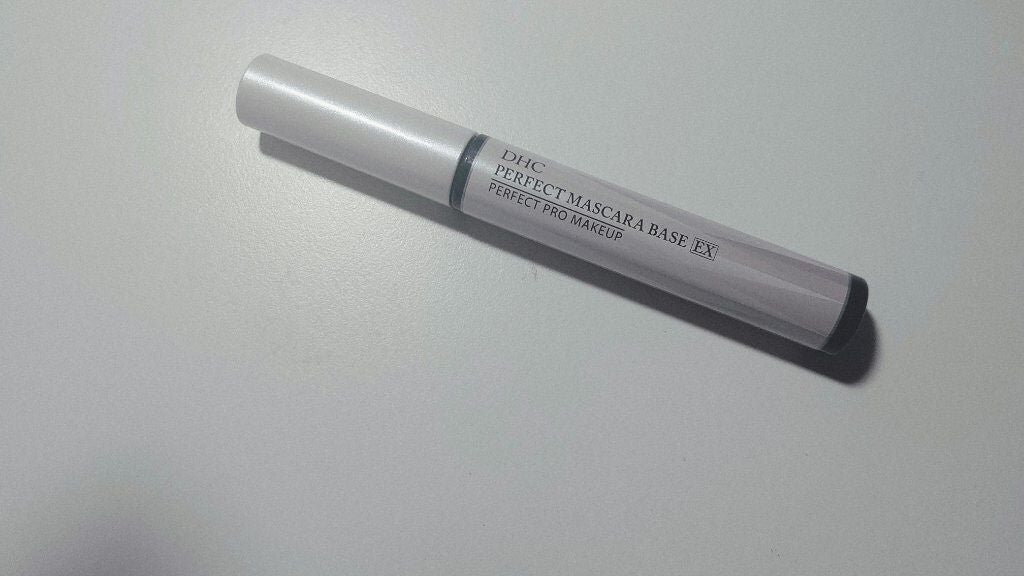 DHC
PERFECT MASCARA BASE EX
PERFECT PRO MAKEUP